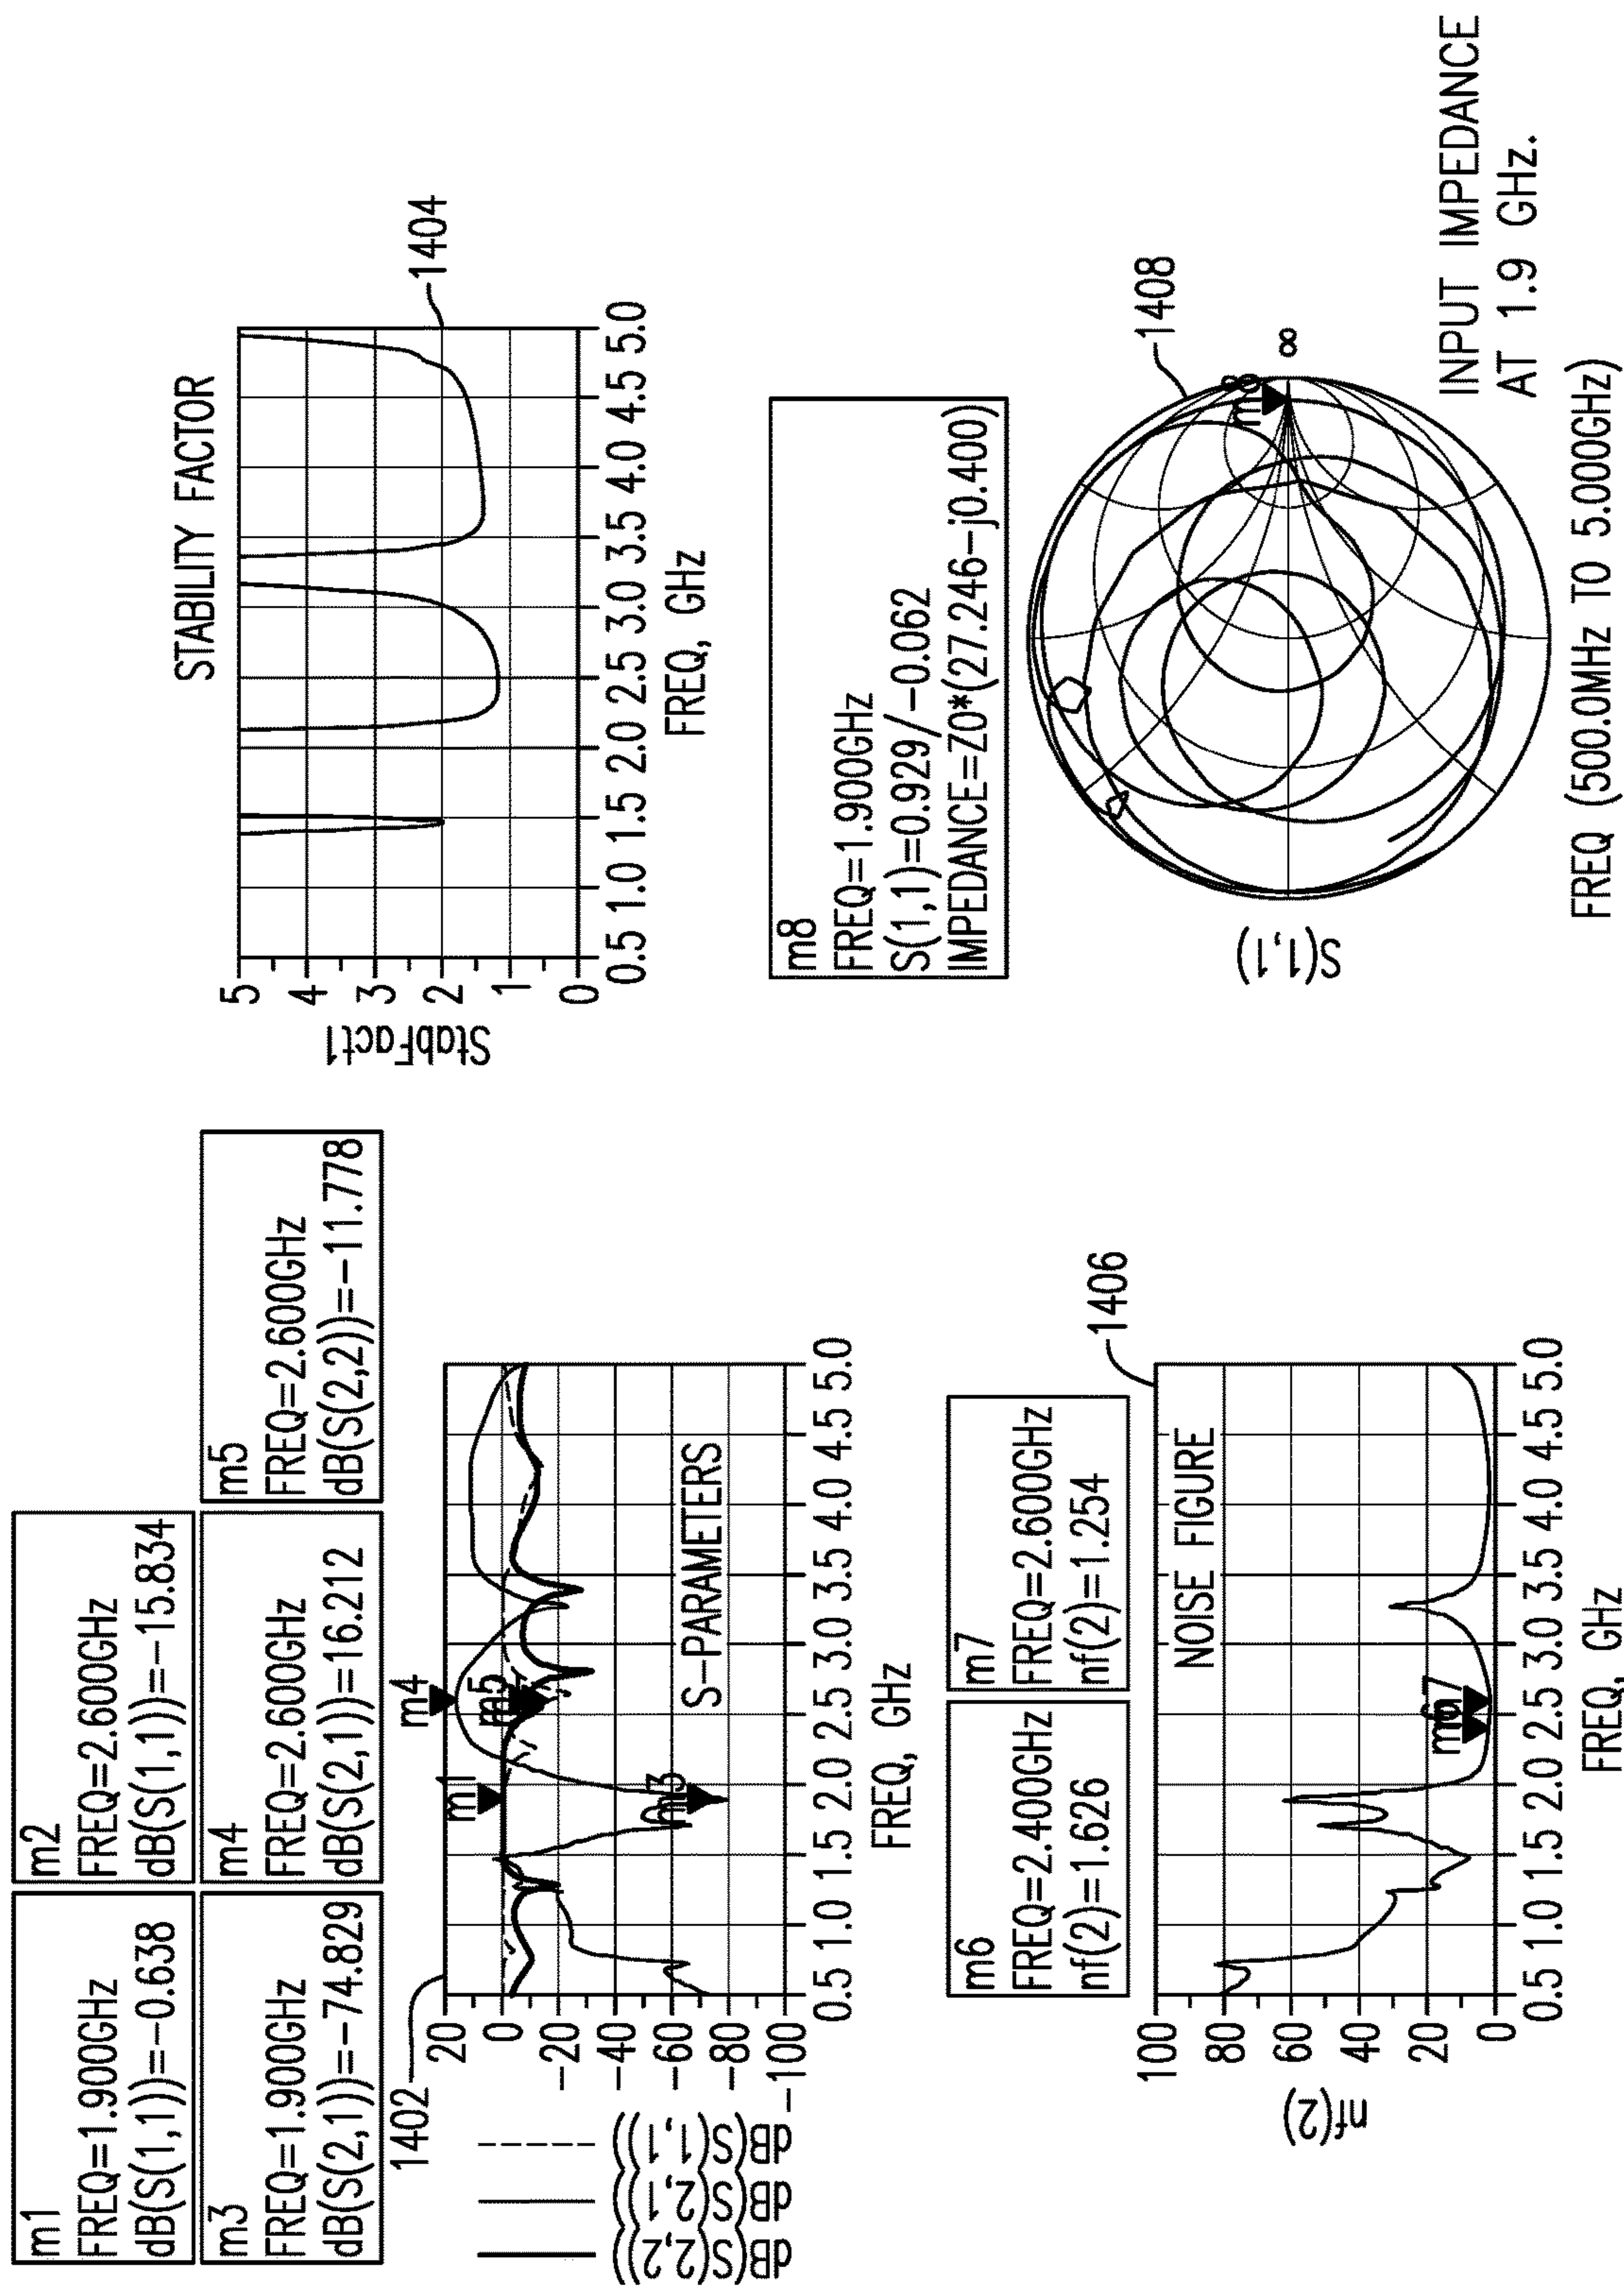 m1
FREQ=1.900GHz
dB(S(1,1))=-0.638
m2
FREQ=2.600GHz
dB(S(1,1))=-15.834
m3
FREQ=1.900GHz
dB(S(2,1))=-74.829
m4
FREQ=2.600GHz
dB(S(2,1))=16.212
m5
FREQ=2.600GHz
dB(S(2,2))=-11.778
1402
dB(S(2,2))
dB(S(2,1))
dB(S(1,1))
20
0
-20
-40
-60
-80
-100
m1
m3
m4
m5
S-PARAMETERS
0.5 1.0 1.5 2.0 2.5 3.0 3.5 4.0 4.5 5.0
FREQ, GHz
STABILITY FACTOR
StabFact1
5
4
3
2
1
0
1404
0.5 1.0 1.5 2.0 2.5 3.0 3.5 4.0 4.5 5.0
FREQ, GHz
m6
FREQ=2.400GHz
nf(2)=1.626
m7
FREQ=2.600GHz
nf(2)=1.254
1406
nf(2)
100
80
60
40
20
0
NOISE FIGURE
m6
m7
0.5 1.0 1.5 2.0 2.5 3.0 3.5 4.0 4.5 5.0
FREQ, GHz
m8
FREQ=1.900GHz
S(1,1)=0.929/-0.062
IMPEDANCE=Z0*(27.246-j0.400)
1408
S(1,1)
m8
∞
FREQ (500.0MHz TO 5.000GHz)
INPUT IMPEDANCE
AT 1.9 GHz.